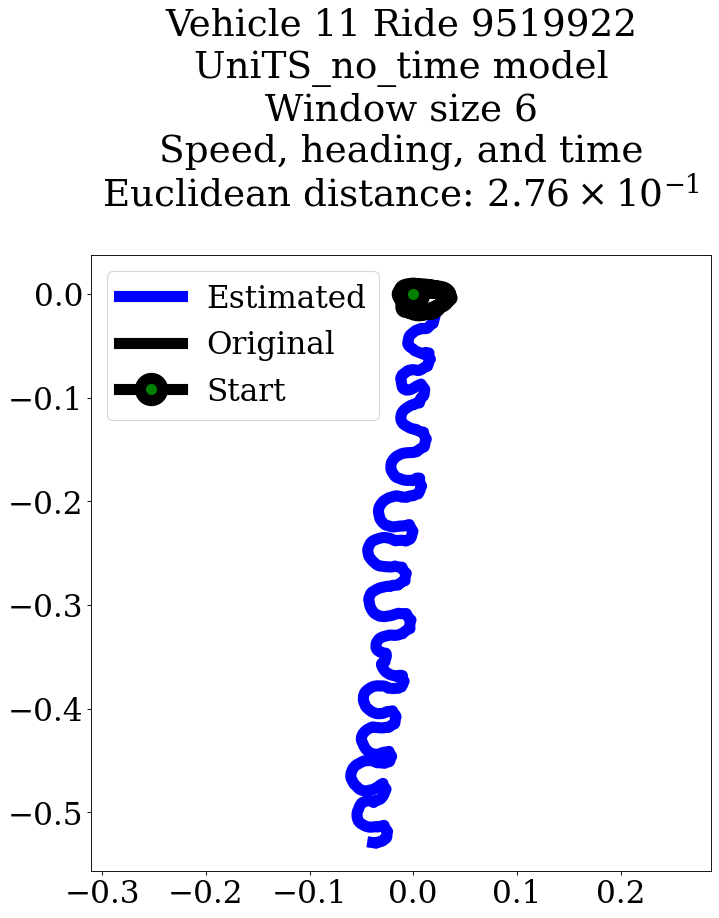 Vehicle 11 Ride 9519922
UniTS_no_time model
Window size 6
Speed, heading, and time
Euclidean distance: $2.76 \times 10^{-1}$
Estimated
Original
Start
0.0
−0.1
−0.2
−0.3
−0.4
−0.5
−0.3 −0.2 −0.1 0.0 0.1 0.2